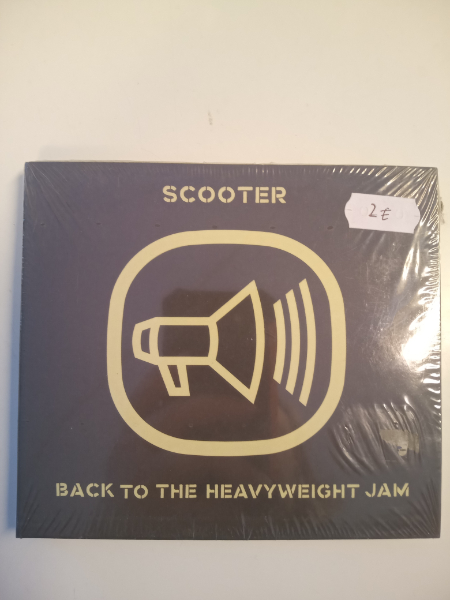 SCOOTER
2€
BACK TO THE HEAVYWEIGHT JAM